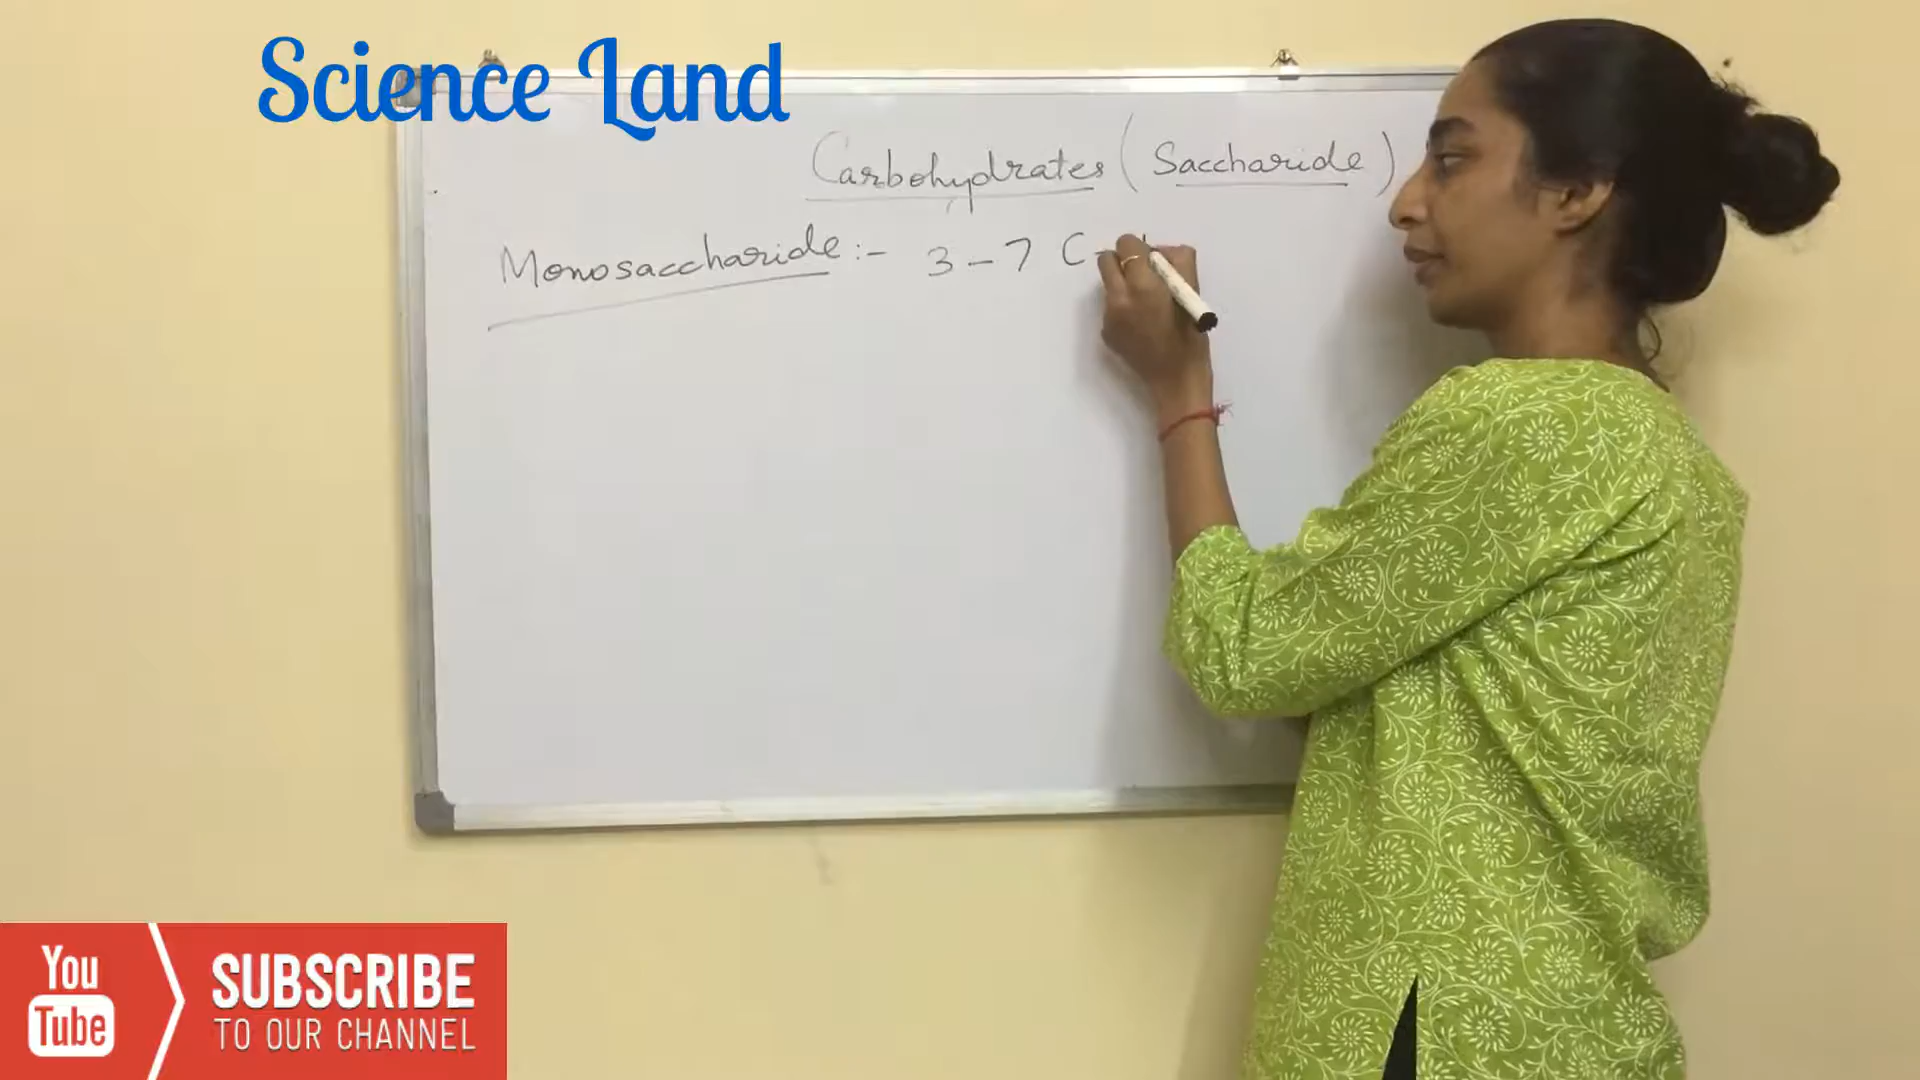 Science Land
Carbohydrates (Saccharide)
Monosaccharide :- 3-7 C-
You
Tube
SUBSCRIBE
TO OUR CHANNEL